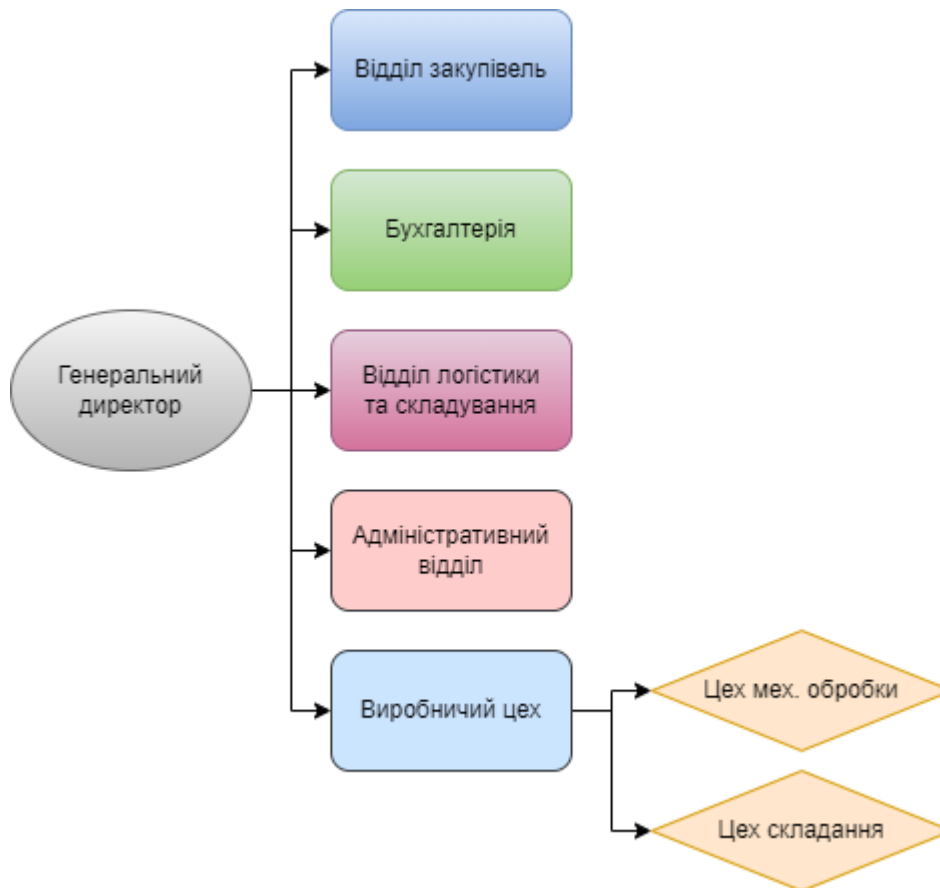 Відділ закупівель
Бухгалтерія
Генеральний
директор
Відділ логістики
та складування
Адміністративний
відділ
Виробничий цех
Цех мех. обробки
Цех складання